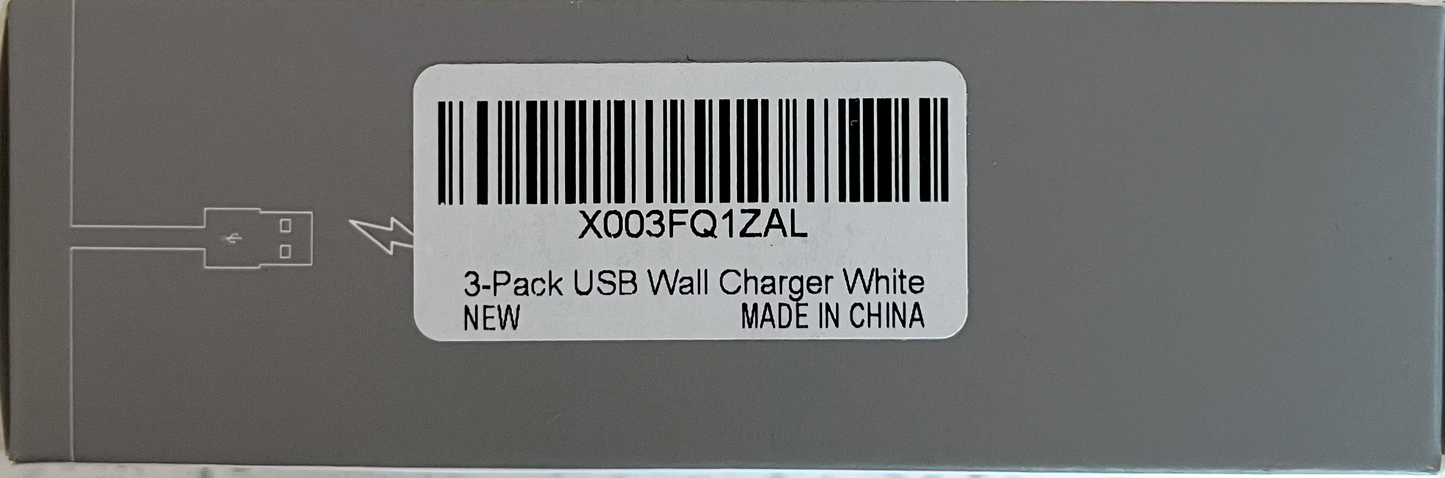 X003FQ1ZAL
3-Pack USB Wall Charger White
NEW MADE IN CHINA